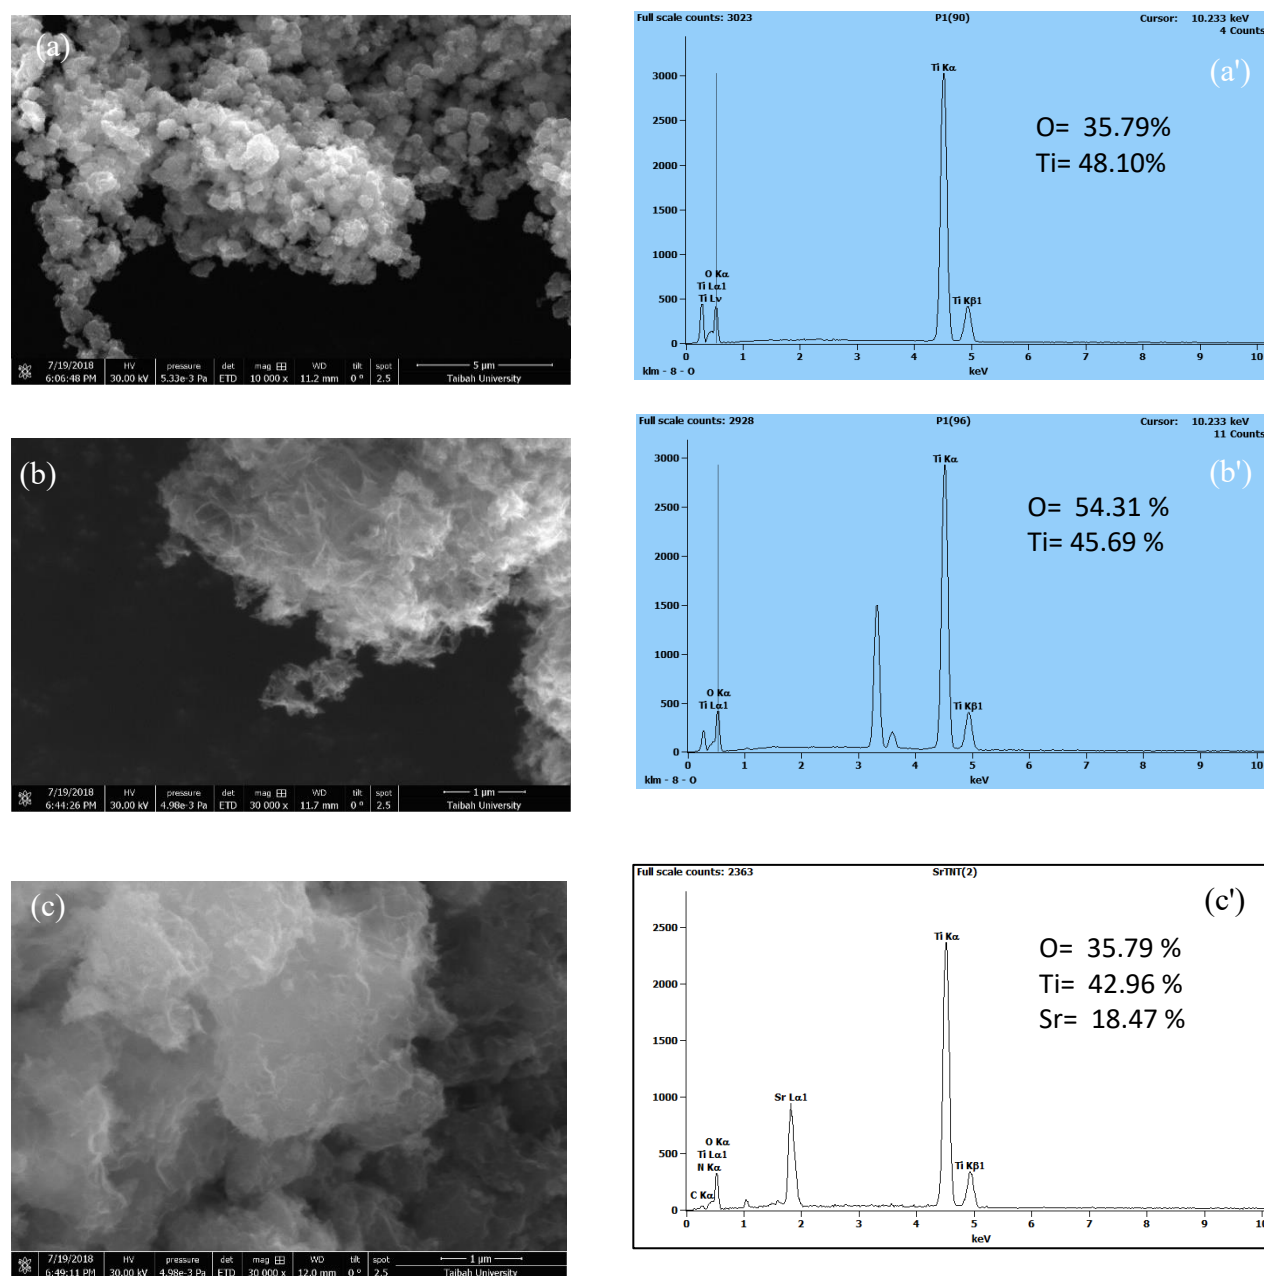 (a)
7/19/2018 HV pressure det mag WD tilt spot 5 µm
6:06:48 PM 30.00 kV 5.33e-3 Pa ETD 10 000 x 11.2 mm 0 ° 2.5 Taibah University
Full scale counts: 3023 P1(90) Cursor: 10.233 keV
4 Counts
(a')
O= 35.79%
Ti= 48.10%
Ti Kα
3000
2500
2000
1500
1000
500
0
O Kα
Ti Lα1
Ti Lν
Ti Kβ1
0 1 2 3 4 5 6 7 8 9 10
klm - 8 - O keV
(b)
7/19/2018 HV pressure det mag WD tilt spot 1 µm
6:44:26 PM 30.00 kV 4.98e-3 Pa ETD 30 000 x 11.7 mm 0 ° 2.5 Taibah University
Full scale counts: 2928 P1(96) Cursor: 10.233 keV
11 Counts
(b')
O= 54.31 %
Ti= 45.69 %
Ti Kα
3000
2500
2000
1500
1000
500
0
O Kα
Ti Lα1
Ti Kβ1
0 1 2 3 4 5 6 7 8 9 10
klm - 8 - O keV
(c)
7/19/2018 HV pressure det mag WD tilt spot 1 µm
6:49:11 PM 30.00 kV 4.98e-3 Pa ETD 30 000 x 12.0 mm 0 ° 2.5 Taibah University
Full scale counts: 2363 SrTNT(2)
(c')
O= 35.79 %
Ti= 42.96 %
Sr= 18.47 %
Ti Kα
2500
2000
1500
1000
500
0
Sr Lα1
O Kα
Ti Lα1
N Kα
C Kα
Ti Kβ1
0 1 2 3 4 5 6 7 8 9 10
keV